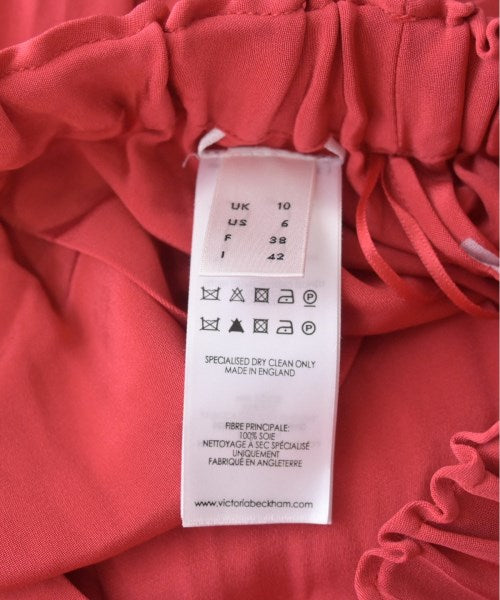 UK 10
US 6
F 38
I 42
P
P
SPECIALISED DRY CLEAN ONLY
MADE IN ENGLAND
FIBRE PRINCIPALE:
100% SOIE
NETTOYAGE A SEC SPÉCIALISÉ
UNIQUEMENT
FABRIQUÉ EN ANGLETERRE
www.victoriabeckham.com